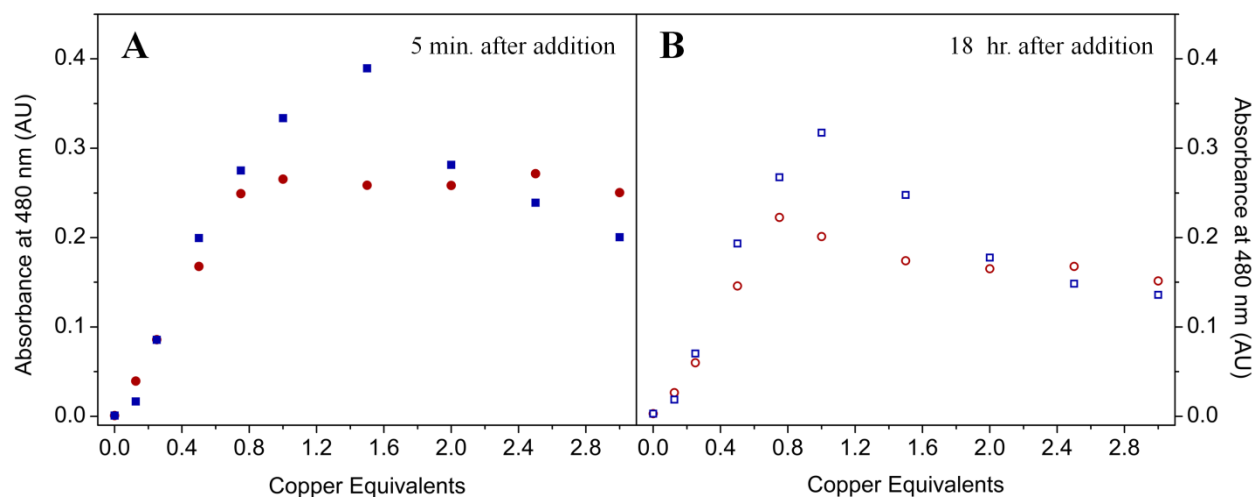 A
5 min. after addition
B
18 hr. after addition
Absorbance at 480 nm (AU)
0.4
0.3
0.2
0.1
0.0
0.4
0.3
0.2
0.1
0.0
Absorbance at 480 nm (AU)
0.0 0.4 0.8 1.2 1.6 2.0 2.4 2.8
0.0 0.4 0.8 1.2 1.6 2.0 2.4 2.8
Copper Equivalents
Copper Equivalents